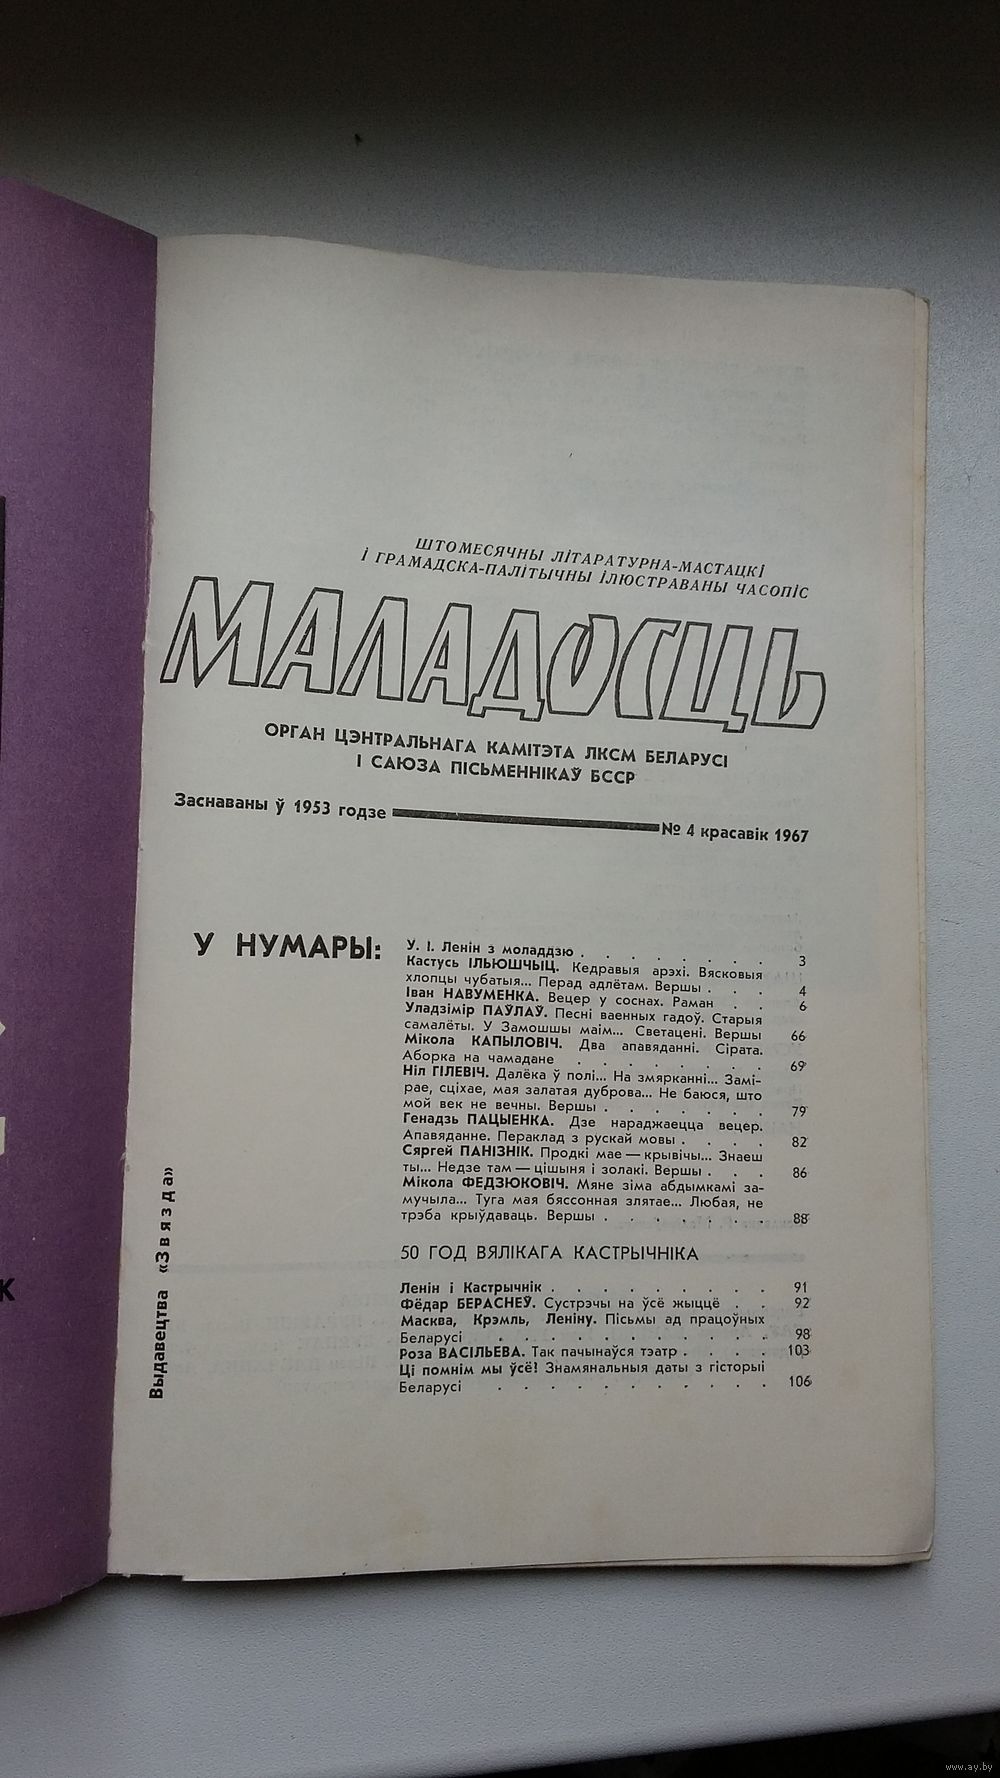 ШТОМЕСЯЧНЫ ЛІТАРАТУРНА-МАСТАЦКІ
І ГРАМАДСКА-ПАЛІТЫЧНЫ ІЛЮСТРАВАНЫ ЧАСОПІС
МАЛАДОСЦЬ
ОРГАН ЦЭНТРАЛЬНАГА КАМІТЭТА ЛКСМ БЕЛАРУСІ
І САЮЗА ПІСЬМЕННІКАЎ БССР
Заснаваны ў 1953 годзе № 4 красавік 1967
У НУМАРЫ:
У. І. Ленін з моладдзю . . . . . . . 3
Кастусь ІЛЬЮШЧЫЦ. Кедравыя арэхі. Вясковыя
хлопцы чубатыя... Перад адлётам. Вершы . . . 4
Іван НАВУМЕНКА. Вецер у соснах. Раман . . 6
Уладзімір ПАЎЛАЎ. Песні ваенных гадоў. Старыя
самалёты. У Замошшы маім... Светацені. Вершы 66
Мікола КАПЫЛОВІЧ. Два апавяданні. Сірата.
Аборка на чамадане . . . . . . . . 69
Ніл ГІЛЕВІЧ. Далёка ў полі... На змярканні... Замі-
рае, сціхае, мая залатая дуброва... Не баюся, што
мой век не вечны. Вершы . . . . . . . 79
Генадзь ПАЦЫЕНКА. Дзе нараджаецца вецер.
Апавяданне. Пераклад з рускай мовы . . . . 82
Сяргей ПАНІЗНІК. Продкі мае — крывічы... Знаеш
ты... Недзе там — цішыня і золакі. Вершы . . . 86
Мікола ФЕДЗЮКОВІЧ. Мяне зіма абдымкамі за-
мучыла... Туга мая бяссонная злятае... Любая, не
трэба крыўдаваць. Вершы . . . . . . . 88
50 ГОД ВЯЛІКАГА КАСТРЫЧНІКА
Ленін і Кастрычнік . . . . . . . . . 91
Фёдар БЕРАСНЕЎ. Сустрэчы на ўсё жыццё . . 92
Масква, Крэмль, Леніну. Пісьмы ад працоўных
Беларусі . . . . . . . . . . . 98
Роза ВАСІЛЬЕВА. Так пачынаўся тэатр . . . . 103
Ці помнім мы ўсё! Знамянальныя даты з гісторыі
Беларусі . . . . . . . . . . . 106
Выдавецтва «Звязда»
К
www.ay.by